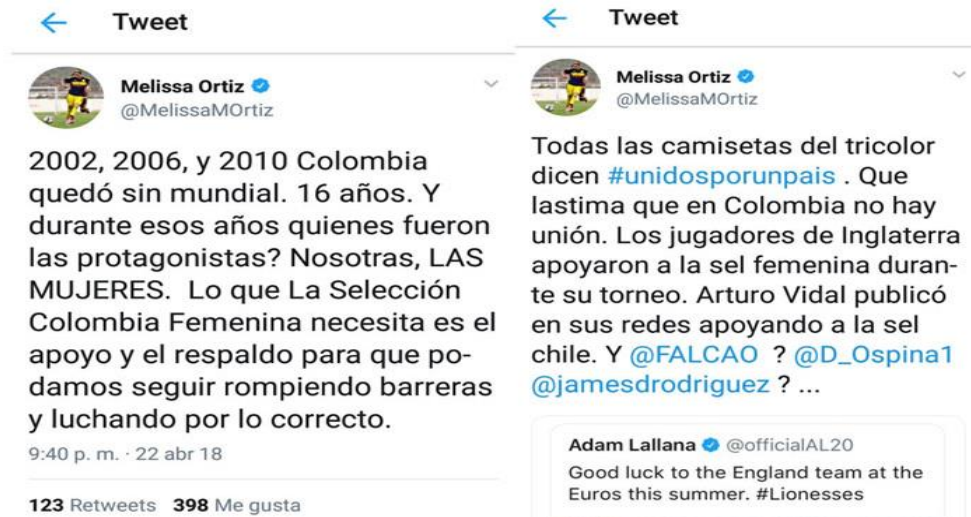 Tweet
Melissa Ortiz
@MelissaMOrtiz
2002, 2006, y 2010 Colombia
quedó sin mundial. 16 años. Y
durante esos años quienes fueron
las protagonistas? Nosotras, LAS
MUJERES. Lo que La Selección
Colombia Femenina necesita es el
apoyo y el respaldo para que po-
damos seguir rompiendo barreras
y luchando por lo correcto.
9:40 p. m. · 22 abr 18
123 Retweets 398 Me gusta
Tweet
Melissa Ortiz
@MelissaMOrtiz
Todas las camisetas del tricolor
dicen #unidosporunpais . Que
lastima que en Colombia no hay
unión. Los jugadores de Inglaterra
apoyaron a la sel femenina duran-
te su torneo. Arturo Vidal publicó
en sus redes apoyando a la sel
chile. Y @FALCAO ? @D_Ospina1
@jamesdrodriguez ? ...
Adam Lallana @officialAL20
Good luck to the England team at the
Euros this summer. #Lionesses